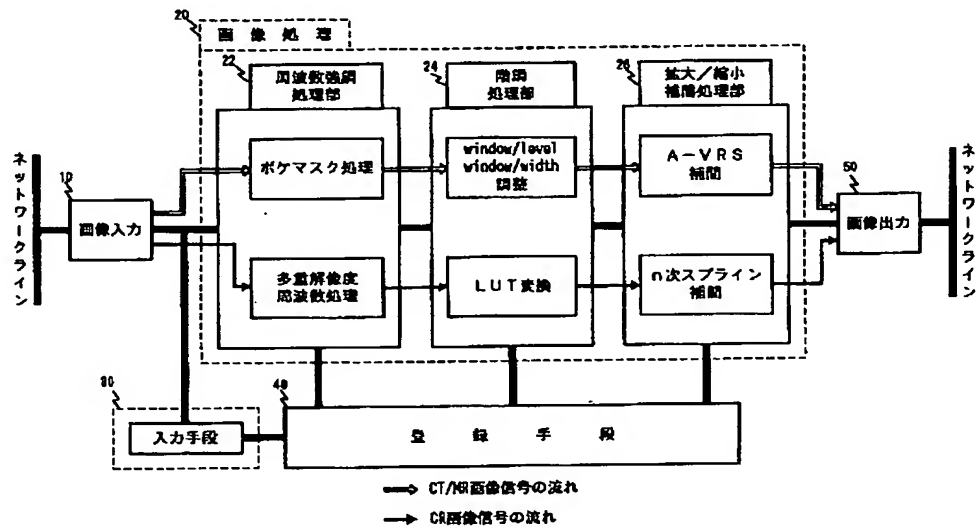 20
画像処理
22
周波数強調
処理部
24
階調
処理部
26
拡大/縮小
補間処理部
ネットワークライン
10
画像入力
ボケマスク処理
window/level
window/width
調整
A-VRS
補間
50
画像出力
ネットワークライン
多重解像度
周波数処理
LUT変換
n次スプライン
補間
30
入力手段
40
登録手段
CT/MR画像信号の流れ
CR画像信号の流れ